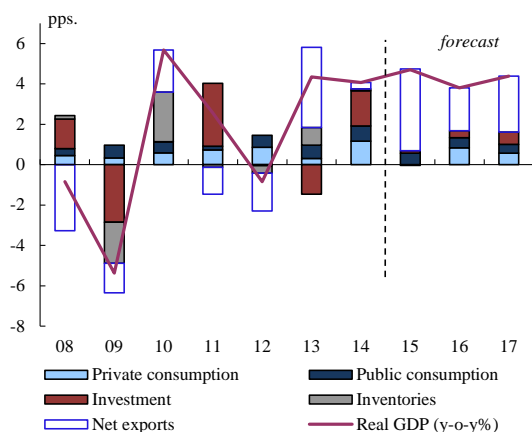 pps.
forecast
6
4
2
0
-2
-4
-6
-8
08 09 10 11 12 13 14 15 16 17
Private consumption Public consumption
Investment Inventories
Net exports Real GDP (y-o-y%)